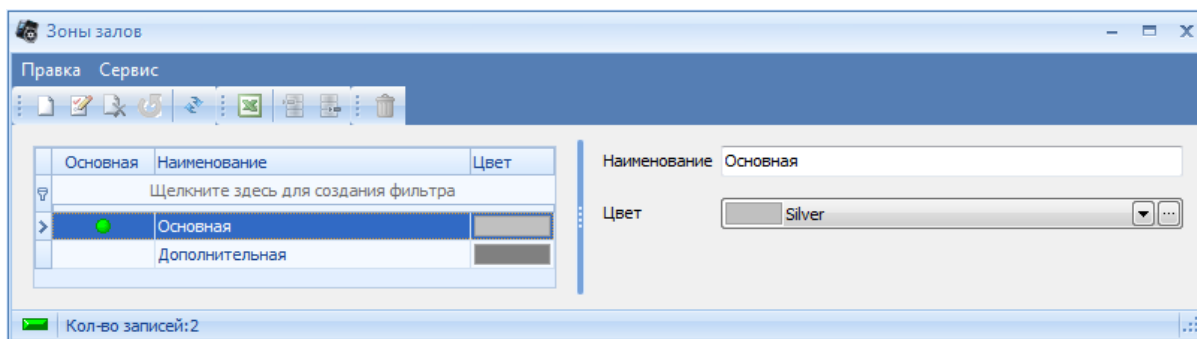 Зоны залов
Правка Сервис
Основная Наименование Цвет
Щелкните здесь для создания фильтра
Основная
Дополнительная
Наименование Основная
Цвет Silver
Кол-во записей:2